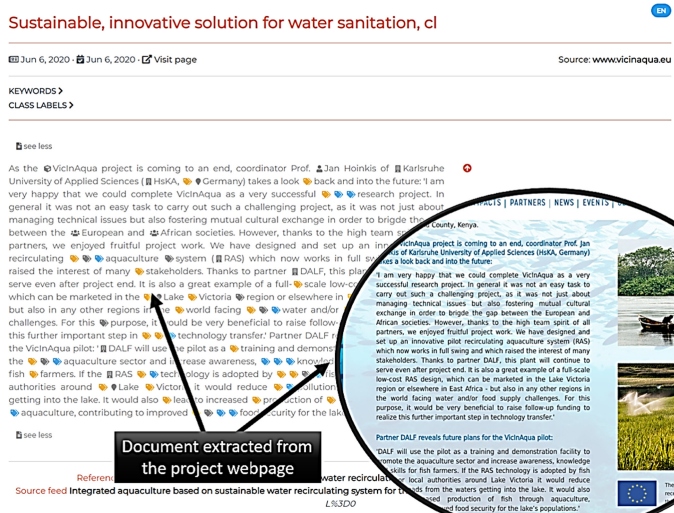 EN
Sustainable, innovative solution for water sanitation, cl
Jun 6, 2020 · Jun 6, 2020 · Visit page
Source: www.vicinaqua.eu
KEYWORDS
CLASS LABELS
see less
As the VicInAqua project is coming to an end, coordinator Prof. Jan Hoinkis of Karlsruhe
University of Applied Sciences ( HsKA, Germany) takes a look back and into the future: 'I am
very happy that we could complete VicInAqua as a very successful research project. In
general it was not an easy task to carry out such a challenging project, as it was not just about
managing technical issues but also fostering mutual cultural exchange in order to bridge the
between the European and African societies. However, thanks to the high team
partners, we enjoyed fruitful project work. We have designed and set up an
recirculating aquaculture system ( RAS) which now works in full
raised the interest of many stakeholders. Thanks to partner DALF, this
serve even after project end. It is also a great example of a full- scale
which can be marketed in the Lake Victoria region or elsewhere in
but also in any other regions in the world facing water and/or
challenges. For this purpose, it would be very beneficial to raise
this further important step in technology transfer.' Partner DALF
the VicInAqua pilot: ' DALF will use the pilot as a training and
the aquaculture sector and increase awareness,
fish farmers. If the RAS technology is adopted by
authorities around Lake Victoria it would reduce
getting into the lake. It would also lead to increased production of
aquaculture, contributing to improved food security for the
see less
Document extracted from
the project webpage
water
Source feed Integrated aquaculture based on sustainable water recirculating system for
L%3D0
PARTNERS | NEWS | EVENTS |
County, Kenya.
VicInAqua project is coming to an end, coordinator Prof. Jan
of Karlsruhe University of Applied Sciences (HsKA, Germany)
takes a look back and into the future:
'I am very happy that we could complete VicInAqua as a very
successful research project. In general it was not an easy task to
carry out such a challenging project, as it was not just about
managing technical issues but also fostering mutual cultural
exchange in order to bridge the gap between the European and
African societies. However, thanks to the high team spirit of all
partners, we enjoyed fruitful project work. We have designed and
set up an innovative pilot recirculating aquaculture system (RAS)
which now works in full swing and which raised the interest of many
stakeholders. Thanks to partner DALF, this plant will continue to
serve even after project end. It is also a great example of a full-scale
low-cost RAS design, which can be marketed in the Lake Victoria
region or elsewhere in East Africa - but also in any other regions in
the world facing water and/or food supply challenges. For this
purpose, it would be very beneficial to raise follow-up funding to
realize this further important step in technology transfer.'
Partner DALF reveals future plans for the VicInAqua pilot:
'DALF will use the pilot as a training and demonstration facility to
promote the aquaculture sector and increase awareness, knowledge
skills for fish farmers. If the RAS technology is adopted by fish
or local authorities around Lake Victoria it would reduce
from the waters getting into the lake. It would also
production of fish through aquaculture,
food security for the lake's populations.'
The